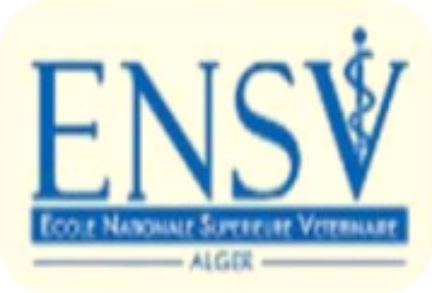 ENSV
ECOLE NATIONALE SUPERIEURE VETERINAIRE
ALGER